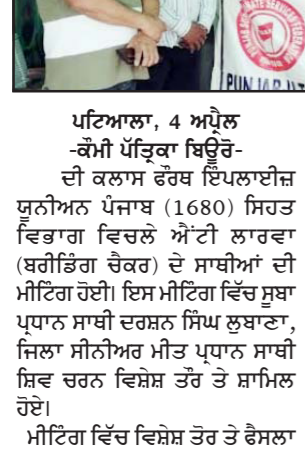 PUNJAB
ਪਟਿਆਲਾ, 4 ਅਪ੍ਰੈਲ
-ਕੌਮੀ ਪੱਤ੍ਰਿਕਾ ਬਿਊਰੋ-
ਦੀ ਕਲਾਸ ਫੌਰਥ ਇੰਪਲਾਈਜ਼
ਯੂਨੀਅਨ ਪੰਜਾਬ (1680) ਸਿਹਤ
ਵਿਭਾਗ ਵਿਚਲੇ ਐਂਟੀ ਲਾਰਵਾ
(ਬਰੀਡਿੰਗ ਚੈਕਰ) ਦੇ ਸਾਥੀਆਂ ਦੀ
ਮੀਟਿੰਗ ਹੋਈ। ਇਸ ਮੀਟਿੰਗ ਵਿੱਚ ਸੂਬਾ
ਪ੍ਰਧਾਨ ਸਾਥੀ ਦਰਸ਼ਨ ਸਿੰਘ ਲੁਬਾਣਾ,
ਜਿਲਾ ਸੀਨੀਅਰ ਮੀਤ ਪ੍ਰਧਾਨ ਸਾਥੀ
ਸ਼ਿਵ ਚਰਨ ਵਿਸ਼ੇਸ਼ ਤੌਰ ਤੇ ਸ਼ਾਮਿਲ
ਹੋਏ।
ਮੀਟਿੰਗ ਵਿੱਚ ਵਿਸ਼ੇਸ਼ ਤੋਰ ਤੇ ਫੈਸਲਾ